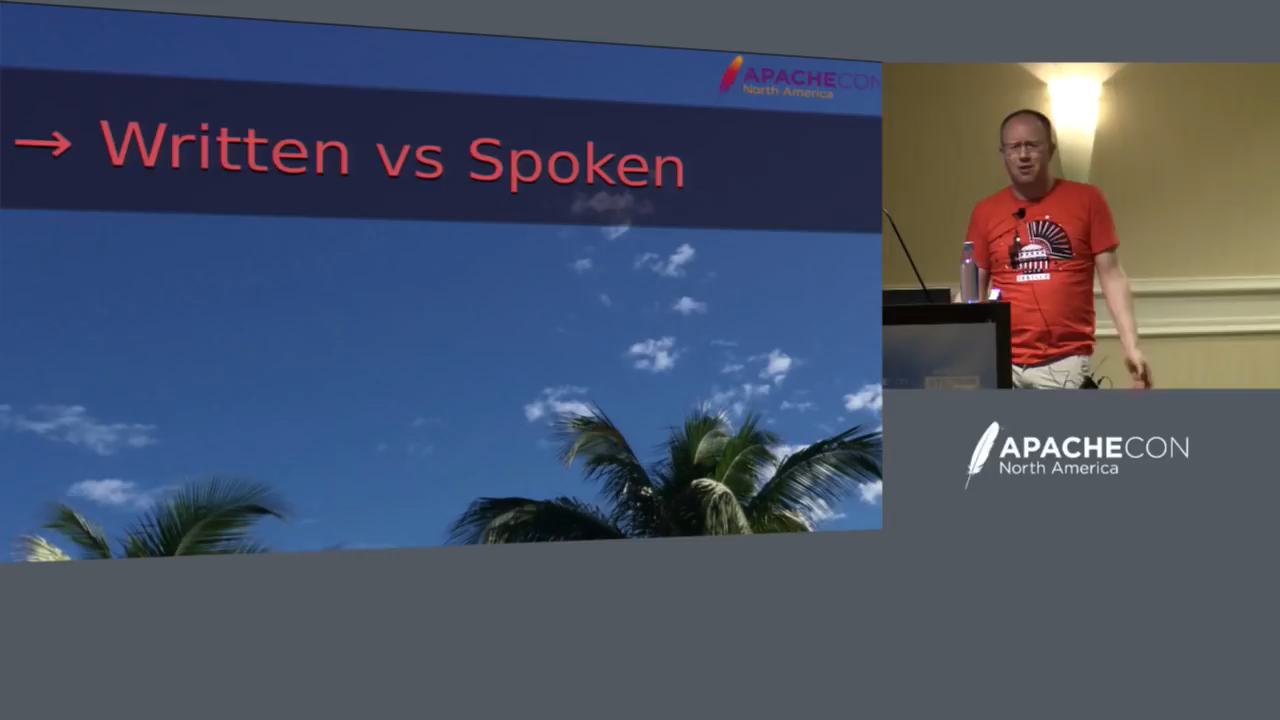 APACHECON
North America
→ Written vs Spoken
APACHECON
North America